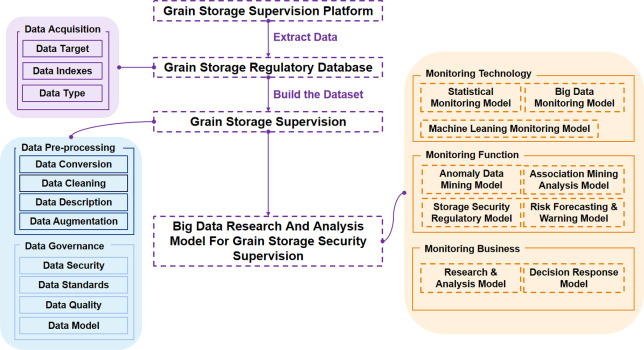 Grain Storage Supervision Platform
Extract Data
Grain Storage Regulatory Database
Build the Dataset
Grain Storage Supervision
Big Data Research And Analysis
Model For Grain Storage Security
Supervision
Data Acquisition
Data Target
Data Indexes
Data Type
Data Pre-processing
Data Conversion
Data Cleaning
Data Description
Data Augmentation
Data Governance
Data Security
Data Standards
Data Quality
Data Model
Monitoring Technology
Statistical
Monitoring Model
Big Data
Monitoring Model
Machine Leaning Monitoring Model
Monitoring Function
Anomaly Data
Mining Model
Association Mining
Analysis Model
Storage Security
Regulatory Model
Risk Forecasting &
Warning Model
Monitoring Business
Research &
Analysis Model
Decision Response
Model